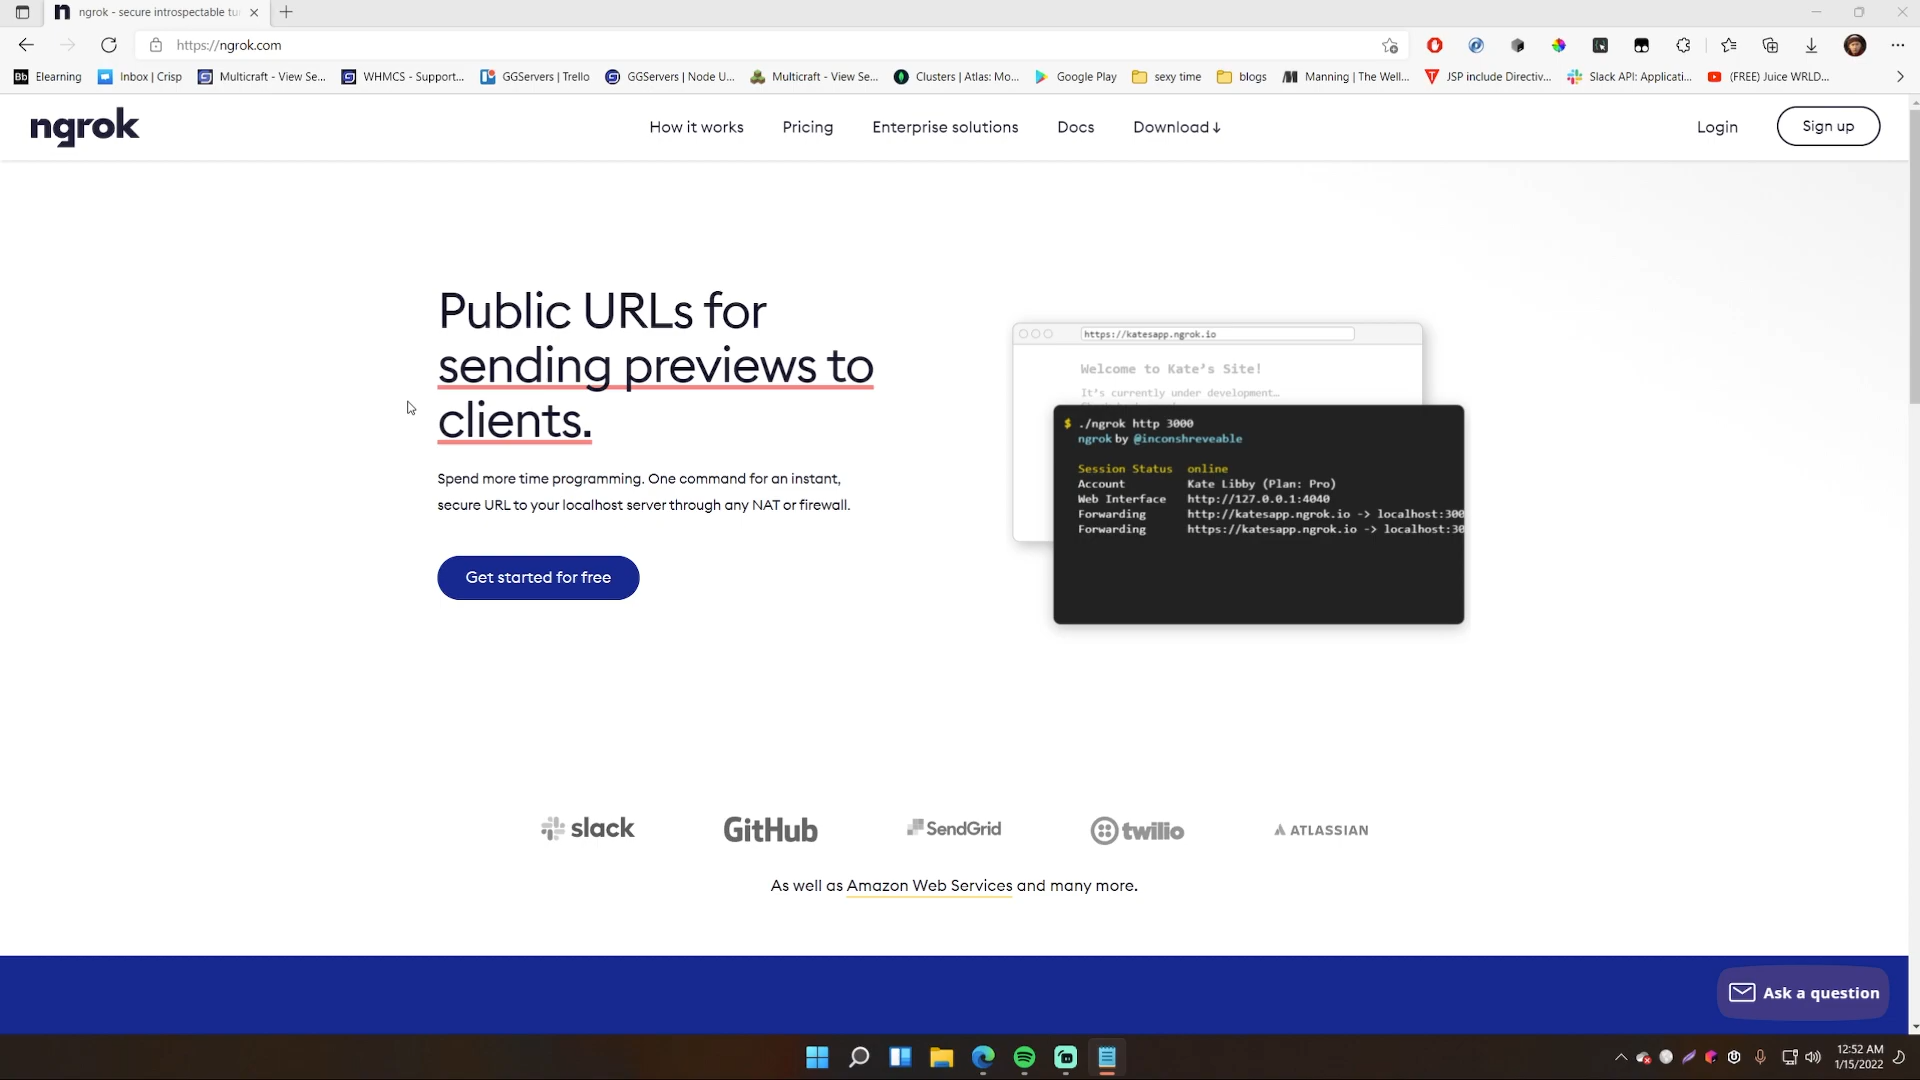 ngrok - secure introspectable tu
https://ngrok.com
Bb Elearning
Inbox | Crisp
Multicraft - View Se...
WHMCS - Support...
GGServers | Trello
GGServers | Node U...
Multicraft - View Se...
Clusters | Atlas: Mo...
Google Play
sexy time
blogs
Manning | The Well...
JSP include Directiv...
Slack API: Applicati...
(FREE) Juice WRLD...
ngrok
How it works
Pricing
Enterprise solutions
Docs
Download↓
Login
Sign up
Public URLs for
sending previews to
clients.
Spend more time programming. One command for an instant,
secure URL to your localhost server through any NAT or firewall.
Get started for free
https://katesapp.ngrok.io
Welcome to Kate's Site!
It's currently under development…
$ ./ngrok http 3000
ngrok by @inconshreveable
Session Status online
Account Kate Libby (Plan: Pro)
Web Interface http://127.0.0.1:4040
Forwarding http://katesapp.ngrok.io -> localhost:300
Forwarding https://katesapp.ngrok.io -> localhost:30
slack
GitHub
SendGrid
twilio
ATLASSIAN
As well as Amazon Web Services and many more.
Ask a question
12:52 AM
1/15/2022